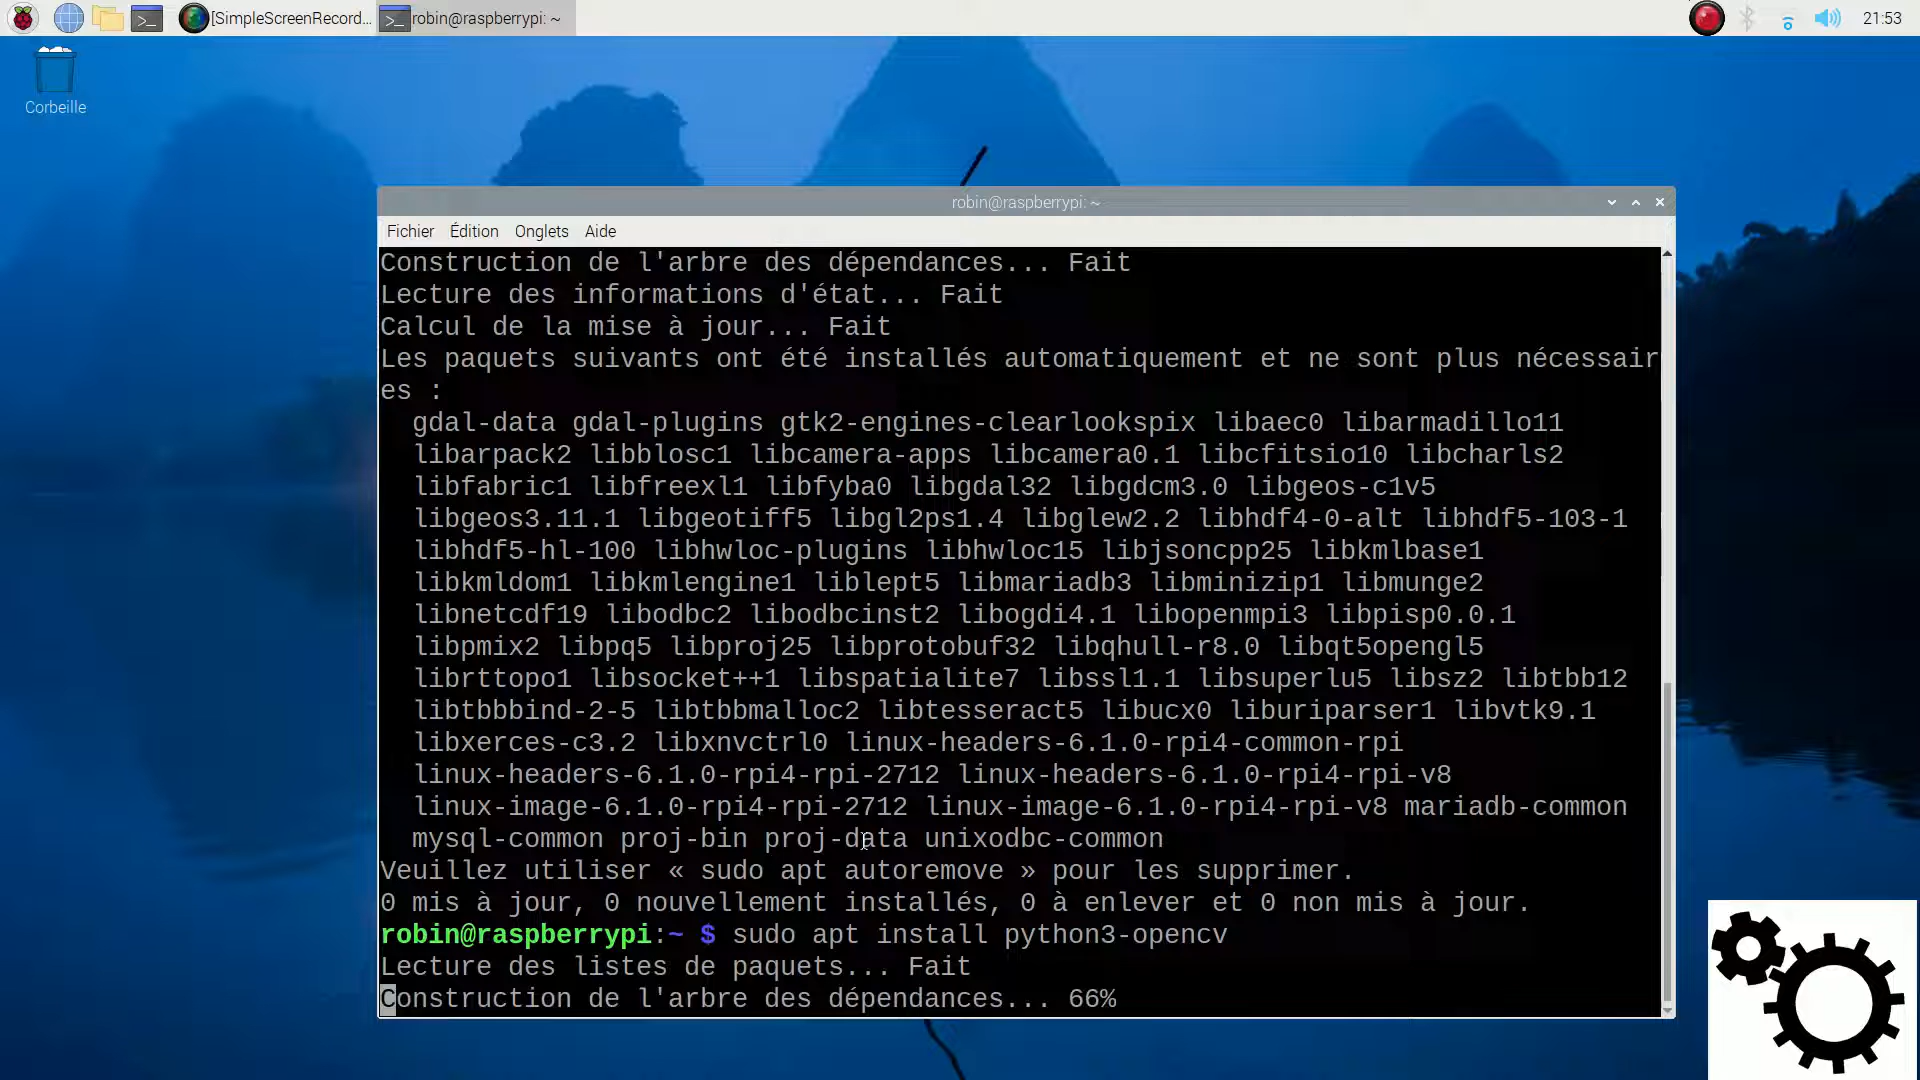 [SimpleScreenRecord... robin@raspberrypi: ~ 21:53
Corbeille
robin@raspberrypi: ~
Fichier Édition Onglets Aide
Construction de l'arbre des dépendances... Fait
Lecture des informations d'état... Fait
Calcul de la mise à jour... Fait
Les paquets suivants ont été installés automatiquement et ne sont plus nécessair
es :
gdal-data gdal-plugins gtk2-engines-clearlookspix libaec0 libarmadillo11
libarpack2 libblosc1 libcamera-apps libcamera0.1 libcfitsio10 libcharls2
libfabric1 libfreexl1 libfyba0 libgdal32 libgdcm3.0 libgeos-c1v5
libgeos3.11.1 libgeotiff5 libgl2ps1.4 libglew2.2 libhdf4-0-alt libhdf5-103-1
libhdf5-hl-100 libhwloc-plugins libhwloc15 libjsoncpp25 libkmlbase1
libkmldom1 libkmlengine1 liblept5 libmariadb3 libminizip1 libmunge2
libnetcdf19 libodbc2 libodbcinst2 libogdi4.1 libopenmpi3 libpisp0.0.1
libpmix2 libpq5 libproj25 libprotobuf32 libqhull-r8.0 libqt5opengl5
librttopo1 libsocket++1 libspatialite7 libssl1.1 libsuperlu5 libsz2 libtbb12
libtbbbind-2-5 libtbbmalloc2 libtesseract5 libucx0 liburiparser1 libvtk9.1
libxerces-c3.2 libxnvctrl0 linux-headers-6.1.0-rpi4-common-rpi
linux-headers-6.1.0-rpi4-rpi-2712 linux-headers-6.1.0-rpi4-rpi-v8
linux-image-6.1.0-rpi4-rpi-2712 linux-image-6.1.0-rpi4-rpi-v8 mariadb-common
mysql-common proj-bin proj-data unixodbc-common
Veuillez utiliser « sudo apt autoremove » pour les supprimer.
0 mis à jour, 0 nouvellement installés, 0 à enlever et 0 non mis à jour.
robin@raspberrypi:~ $ sudo apt install python3-opencv
Lecture des listes de paquets... Fait
Construction de l'arbre des dépendances... 66%